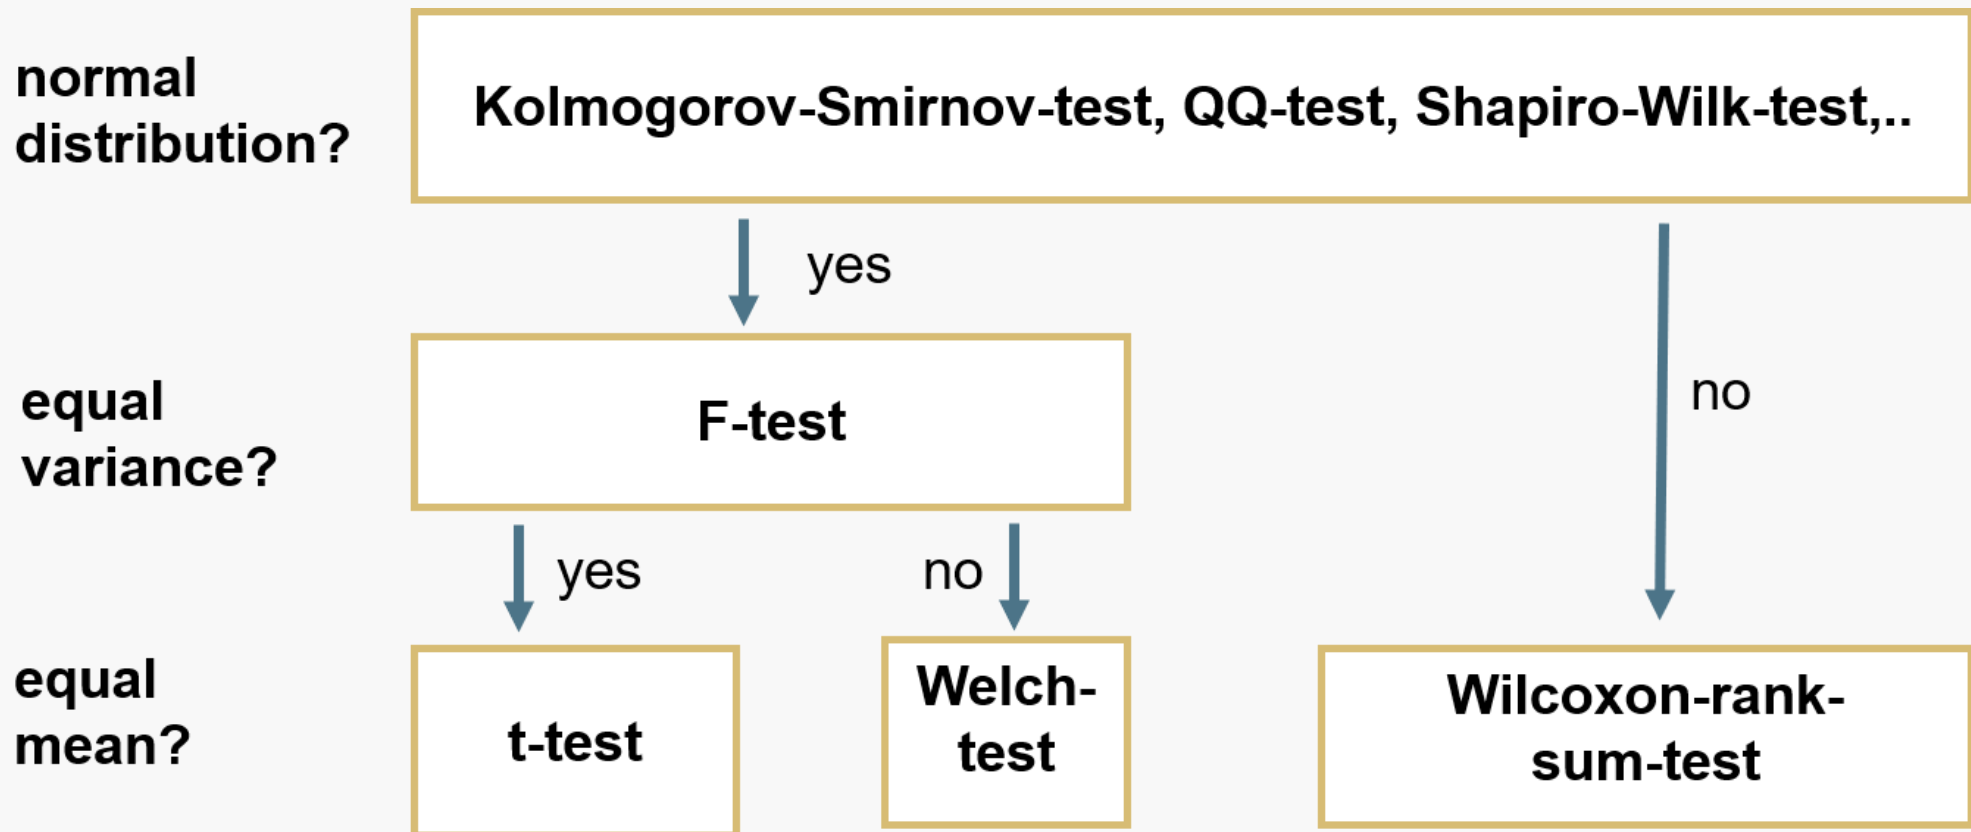 normal
distribution?
Kolmogorov-Smirnov-test, QQ-test, Shapiro-Wilk-test,..
yes
no
equal
variance?
F-test
yes
no
equal
mean?
t-test
Welch-
test
Wilcoxon-rank-
sum-test